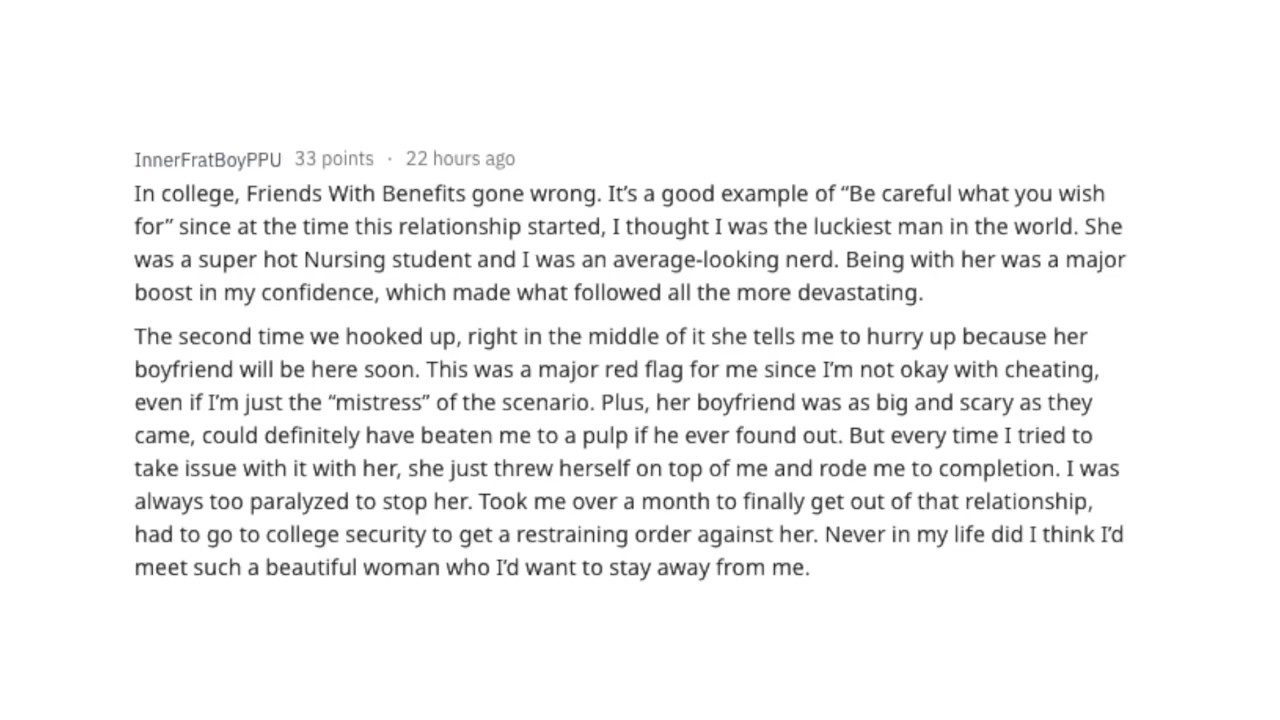 InnerFratBoyPPU 33 points · 22 hours ago
In college, Friends With Benefits gone wrong. It’s a good example of “Be careful what you wish
for” since at the time this relationship started, I thought I was the luckiest man in the world. She
was a super hot Nursing student and I was an average-looking nerd. Being with her was a major
boost in my confidence, which made what followed all the more devastating.
The second time we hooked up, right in the middle of it she tells me to hurry up because her
boyfriend will be here soon. This was a major red flag for me since I’m not okay with cheating,
even if I’m just the “mistress” of the scenario. Plus, her boyfriend was as big and scary as they
came, could definitely have beaten me to a pulp if he ever found out. But every time I tried to
take issue with it with her, she just threw herself on top of me and rode me to completion. I was
always too paralyzed to stop her. Took me over a month to finally get out of that relationship,
had to go to college security to get a restraining order against her. Never in my life did I think I’d
meet such a beautiful woman who I’d want to stay away from me.